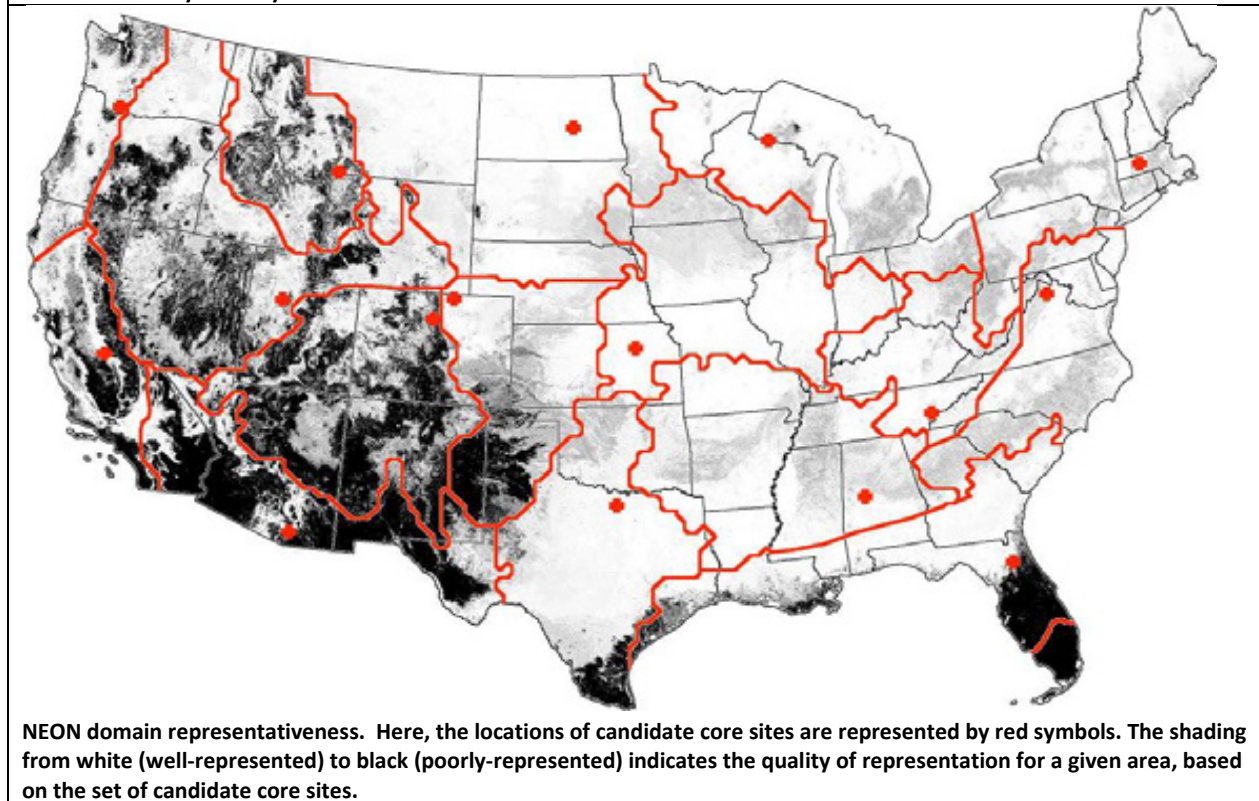 NEON domain representativeness.  Here, the locations of candidate core sites are represented by red symbols. The shading
from white (well-represented) to black (poorly-represented) indicates the quality of representation for a given area, based
on the set of candidate core sites.